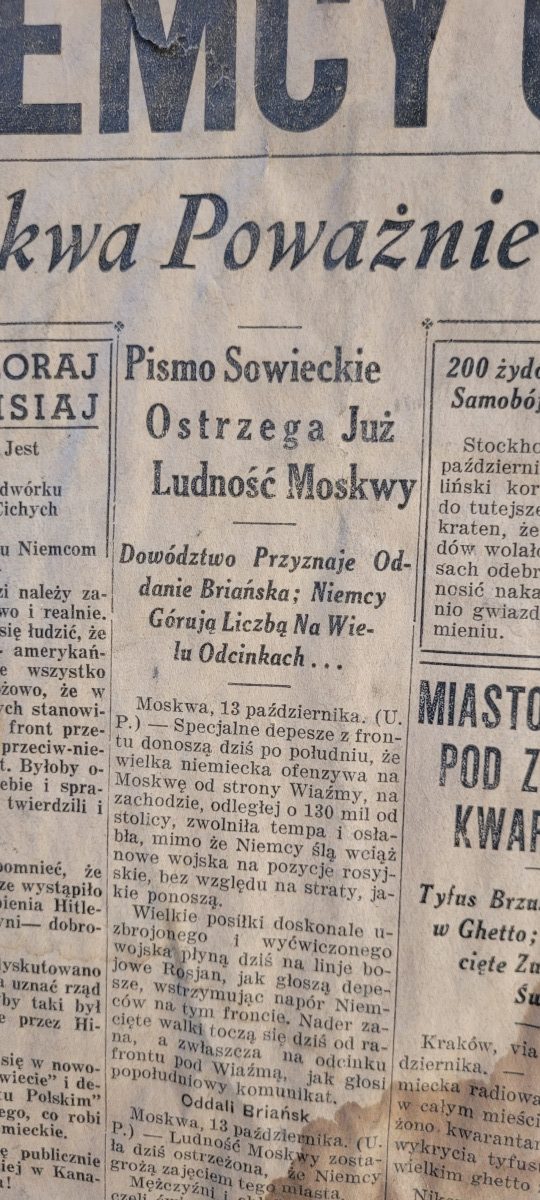 EMCY
kwa Poważnie
ORAJ
ISIAJ
Jest
dwórku
Cichych
u Niemcom
zi należy za-
wo i realnie.
się łudzić, że
amerykań-
e wszystko
ożowo, że w
ych stanowi-
front prze-
przeciw-nie-
t. Byłoby o-
ebie i spra-
twierdzili i
pomnieć, że
ze wystąpiło
pienia Hitle-
yni— dobro-
yskutowano
a uznać rząd
by taki był
e przez Hi-
się w nowo-
wiecie" i de-
u Polskim"
ego, co robi
mieckie.
ę publicznie
iej w Kana-
a!
Pismo Sowieckie
Ostrzega Już
Ludność Moskwy
Dowództwo Przyznaje Od-
danie Briańska; Niemcy
Górują Liczbą Na Wie-
lu Odcinkach . . .
Moskwa, 13 października. (U.
P.) — Specjalne depesze z fron-
tu donoszą dziś po południu, że
wielka niemiecka ofenzywa na
Moskwę od strony Wiaźmy, na
zachodzie, odległej o 130 mil od
stolicy, zwolniła tempa i osła-
bła, mimo że Niemcy ślą wciąż
nowe wojska na pozycje rosyj-
skie, bez względu na straty, ja-
kie ponoszą.
Wielkie posiłki doskonale u-
zbrojonego i wyćwiczonego
wojska płyną dziś na linje bo-
jowe Rosjan, jak głoszą depe-
sze, wstrzymując napór Niem-
ców na tym froncie. Nader za-
cięte walki toczą się dziś od ra-
na, a zwłaszcza na odcinku
frontu pod Wiaźmą, jak głosi
popołudniowy komunikat.
Oddali Briańsk
Moskwa, 13 października. (U.
P.) — Ludność Moskwy zosta-
ła dziś ostrzeżona, że Niemcy
grożą zajęciem tego miasta.
Mężczyźni i
200 żyd
Samobój
Stockho
październi
liński kor
do tutejsze
kraten, że
dów wolało
sach odebr
nosić naka
nio gwiazd
mieniu.
MIASTO
POD Z
KWAR
Tyfus Brzu
w Ghetto;
cięte Zu
Św
Kraków, via
dziernika. —
miecka radiowa
w całym mieści
żono kwarantan
wykrycia tyfus
wielkim ghetto